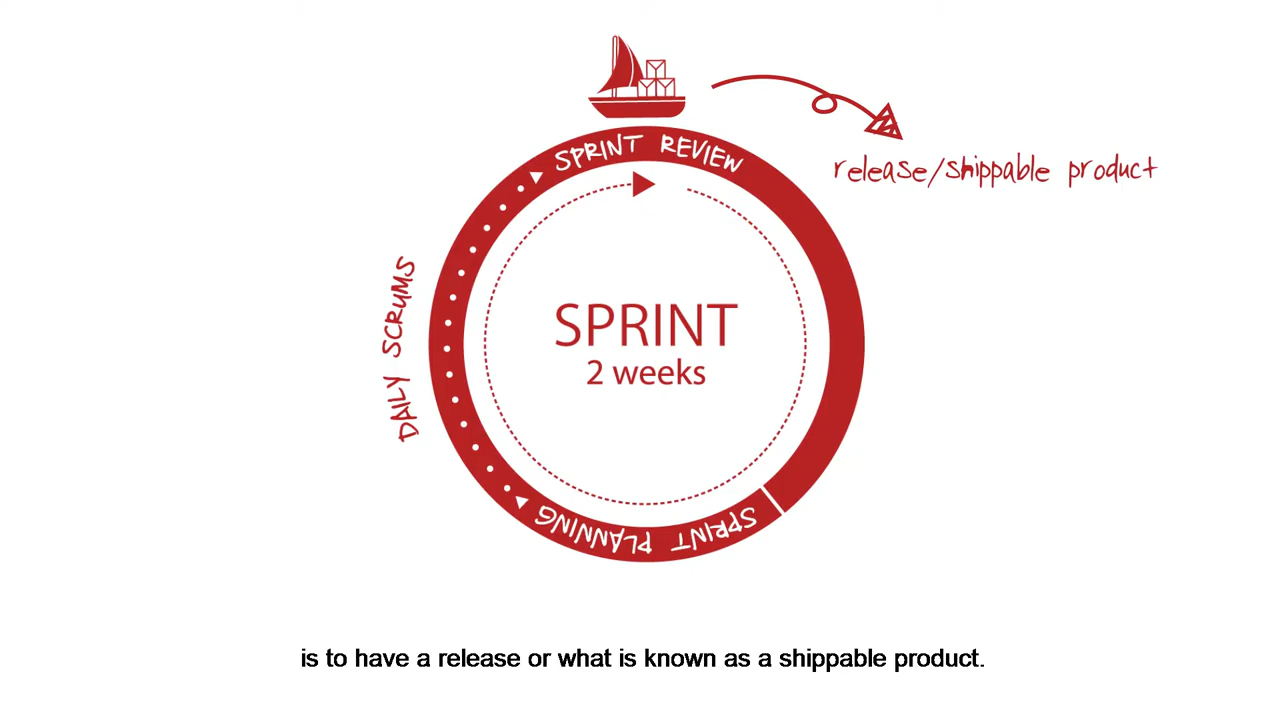 SPRINT REVIEW
release/shippable product
DAILY SCRUMS
SPRINT
2 weeks
SPRINT PLANNING
is to have a release or what is known as a shippable product.